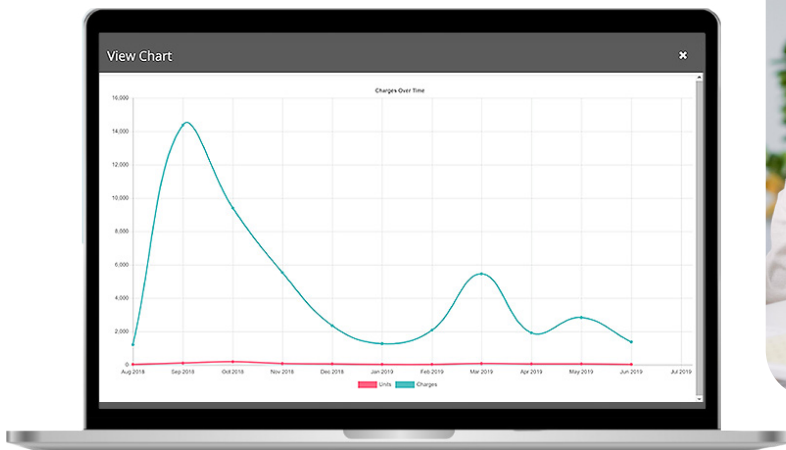 View Chart
Charges Over Time
16,000
14,000
12,000
10,000
8,000
6,000
4,000
2,000
0
Aug 2018 Sep 2018 Oct 2018 Nov 2018 Dec 2018 Jan 2019 Feb 2019 Mar 2019 Apr 2019 May 2019 Jun 2019 Jul 2019
Units Charges